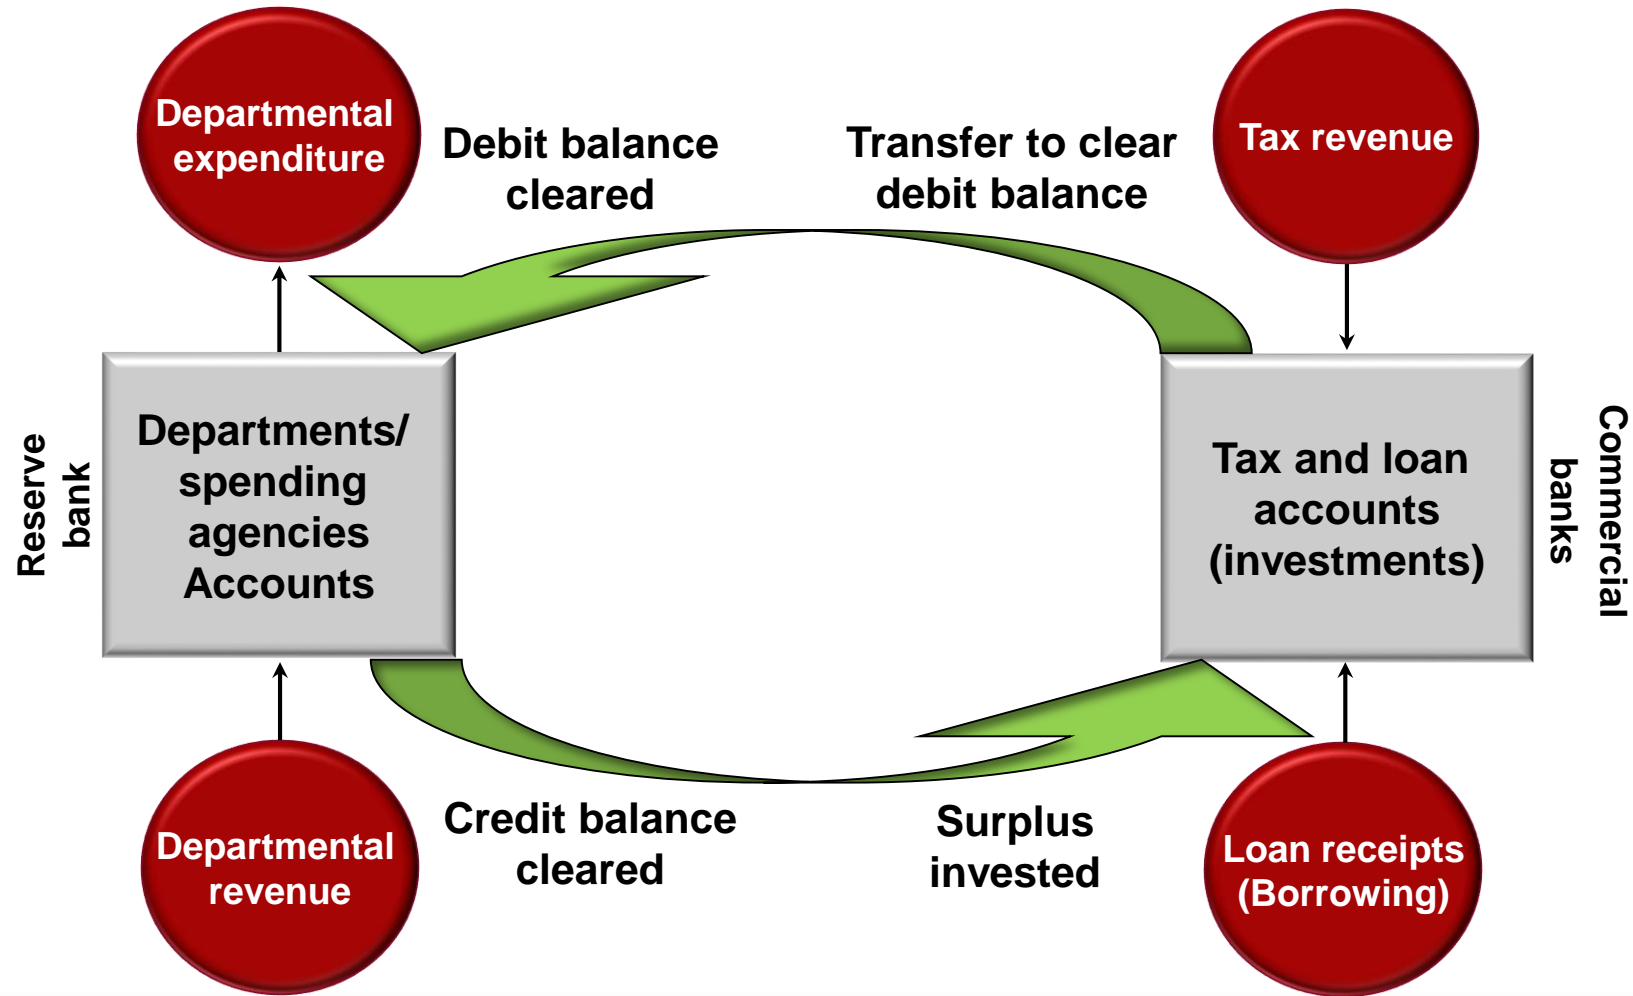 Departmental
expenditure
Debit balance
cleared
Transfer to clear
debit balance
Tax revenue
Reserve
bank
Departments/
spending
agencies
Accounts
Tax and loan
accounts
(investments)
Commercial
banks
Departmental
revenue
Credit balance
cleared
Surplus
invested
Loan receipts
(Borrowing)